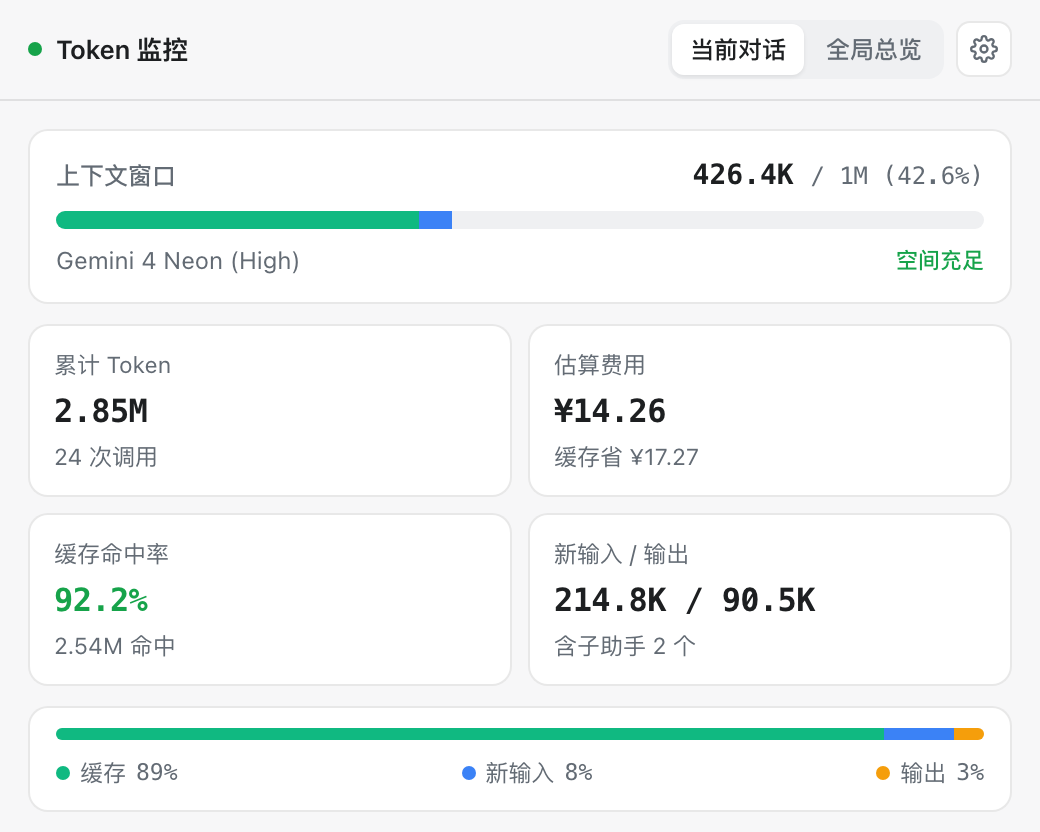 Token 监控 当前对话 全局总览
上下文窗口 426.4K / 1M (42.6%)
Gemini 4 Neon (High) 空间充足
累计 Token
2.85M
24 次调用
估算费用
¥14.26
缓存省 ¥17.27
缓存命中率
92.2%
2.54M 命中
新输入 / 输出
214.8K / 90.5K
含子助手 2 个
缓存 89% 新输入 8% 输出 3%